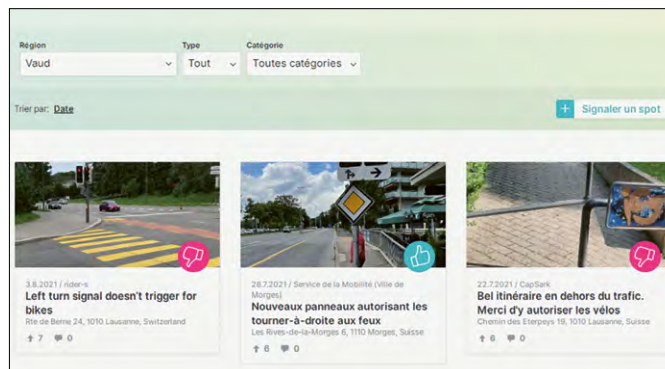 Région
Type
Catégorie
Vaud
Tout
Toutes catégories
Trier par: Date
+ Signaler un spot
3.8.2021 / rider-s
Left turn signal doesn't trigger for
bikes
Rte de Berne 24, 1010 Lausanne, Switzerland
7
0
28.7.2021 / Service de la Mobilité (Ville de
Morges)
Nouveaux panneaux autorisant les
tourner-à-droite aux feux
Les Rives-de-la-Morges 6, 1110 Morges, Suisse
6
0
22.7.2021 / CapSark
Bel itinéraire en dehors du trafic.
Merci d'y autoriser les vélos
Chemin des Eterpeys 19, 1010 Lausanne, Suisse
6
0